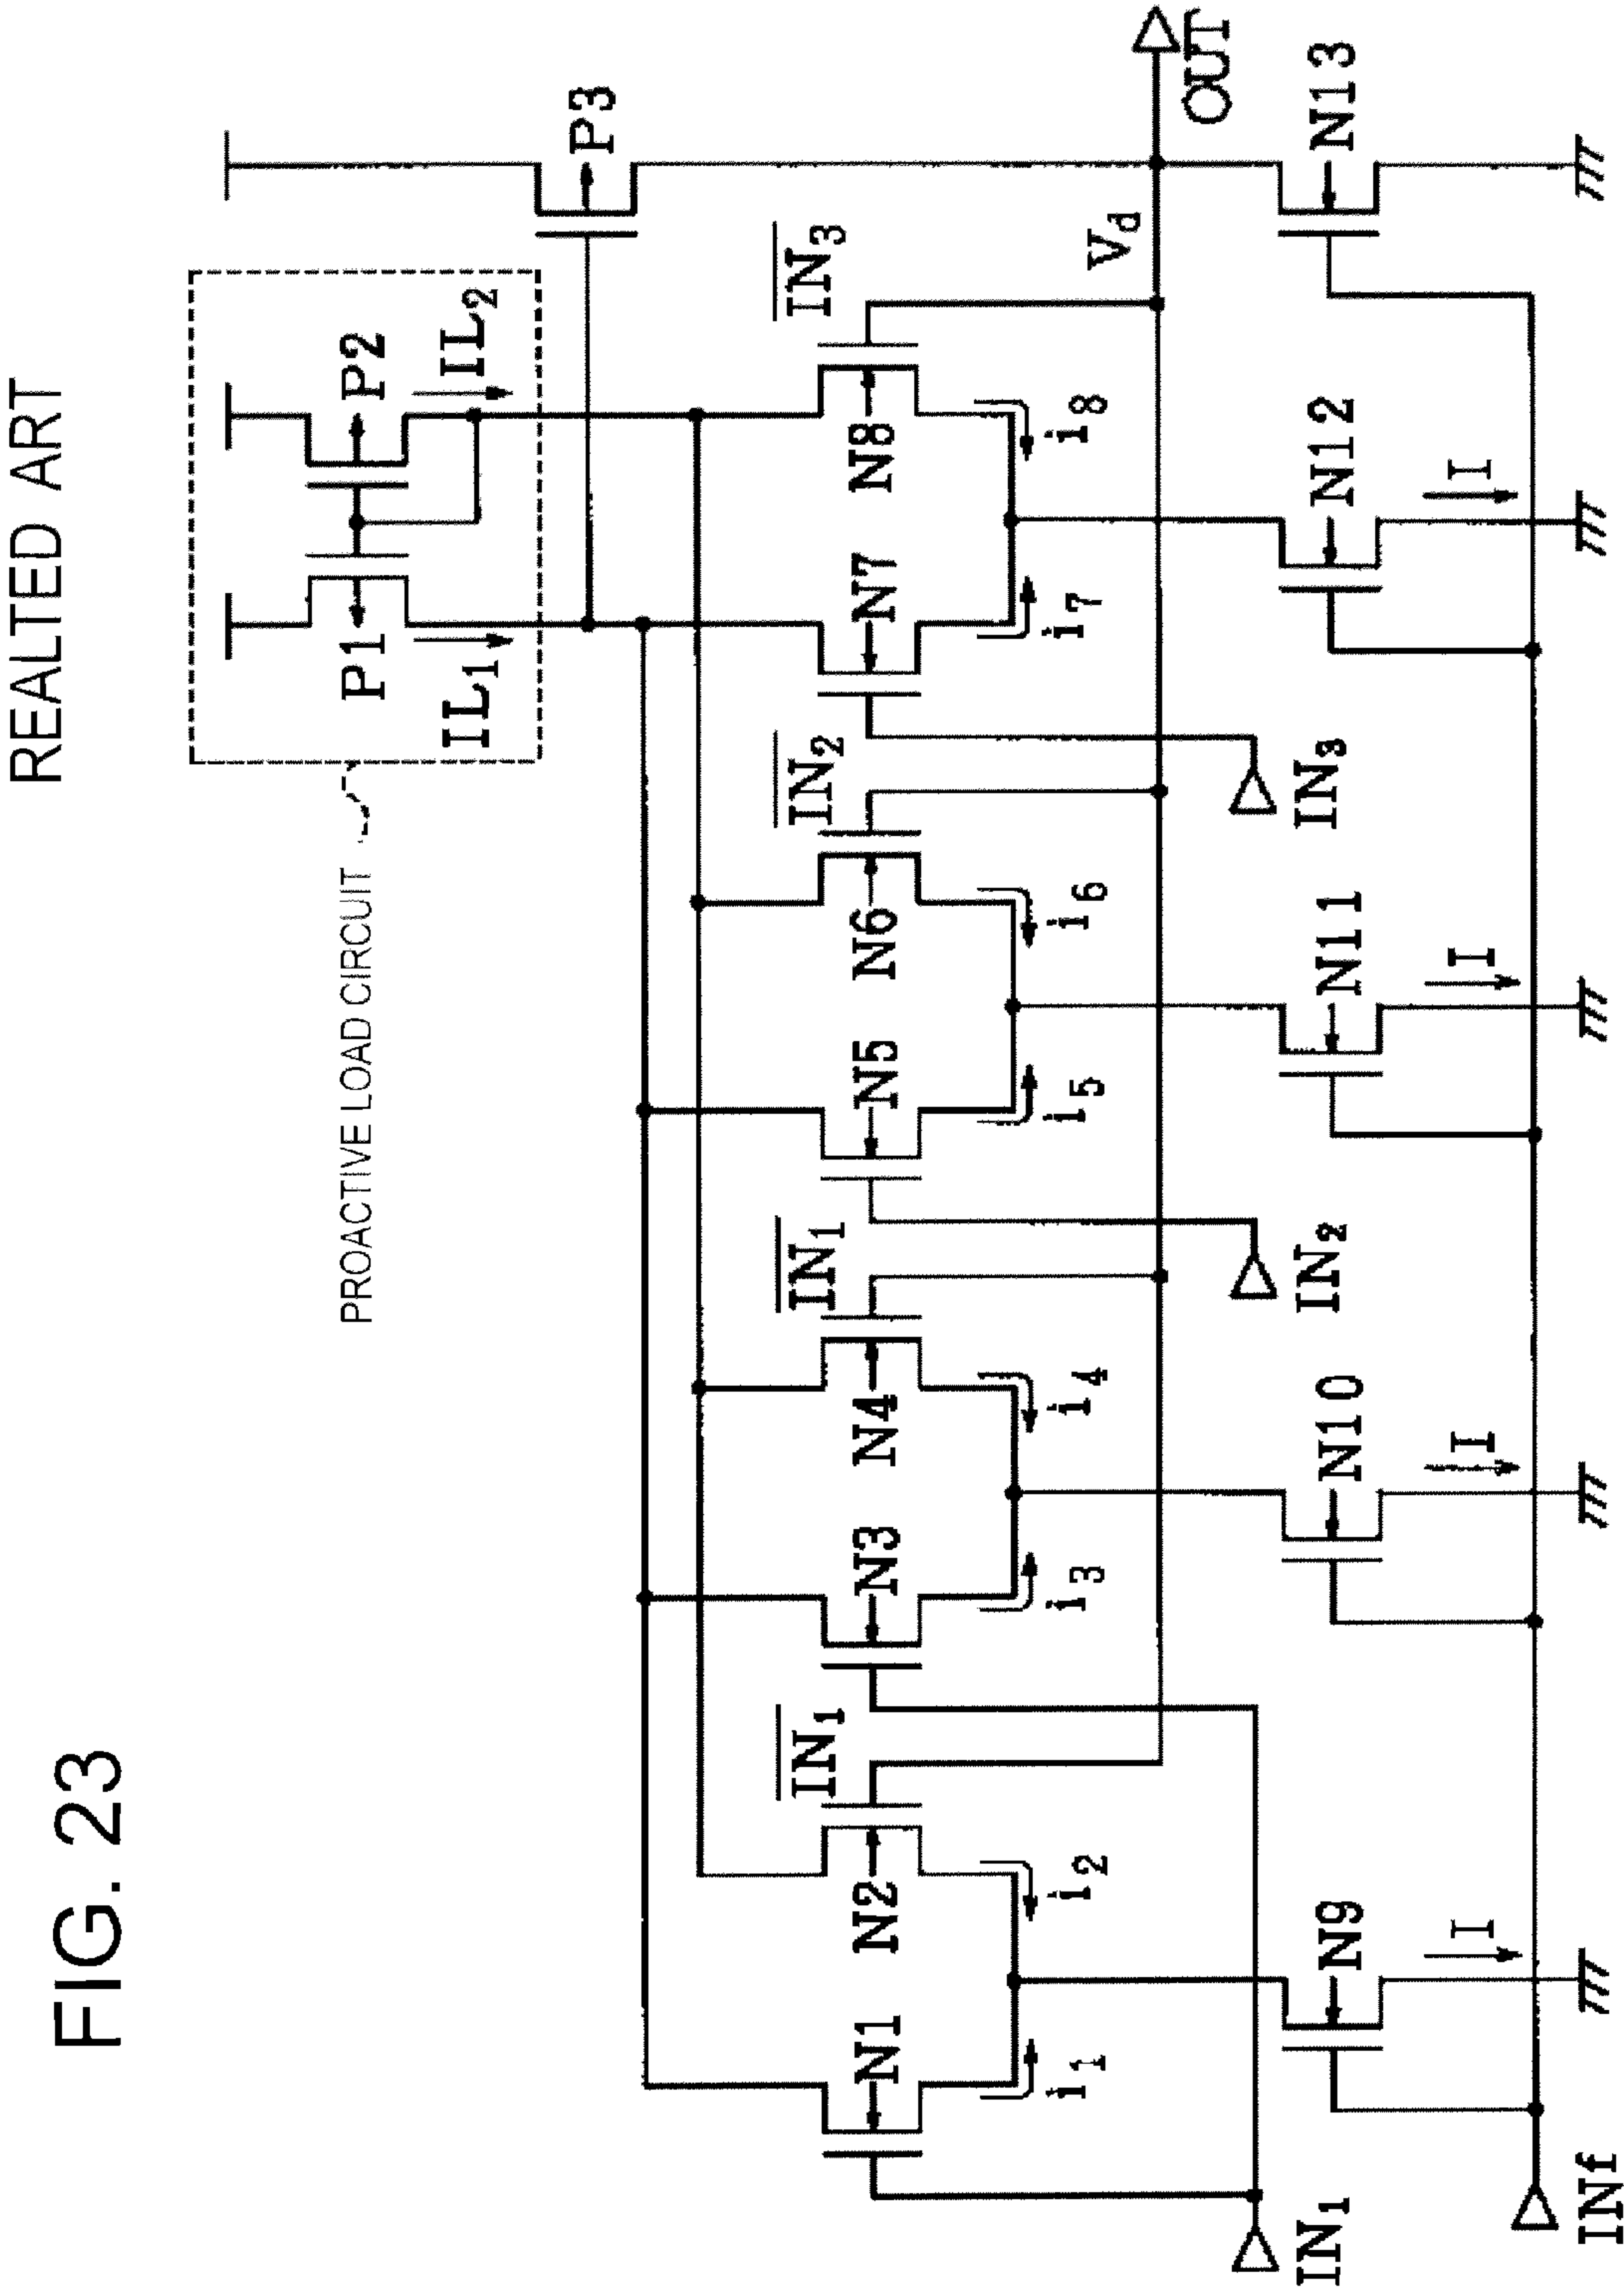 FIG. 23
REALTED ART
PROACTIVE LOAD CIRCUIT
P1
P2
P3
IL1
IL2
IN1
IN1
IN2
IN3
N1
N2
N3
N4
N5
N6
N7
N8
Vd
OUT
i1
i2
i3
i4
i5
i6
i7
i8
IN1
IN2
IN3
N9
N10
N11
N12
N13
I
I
I
I
INf